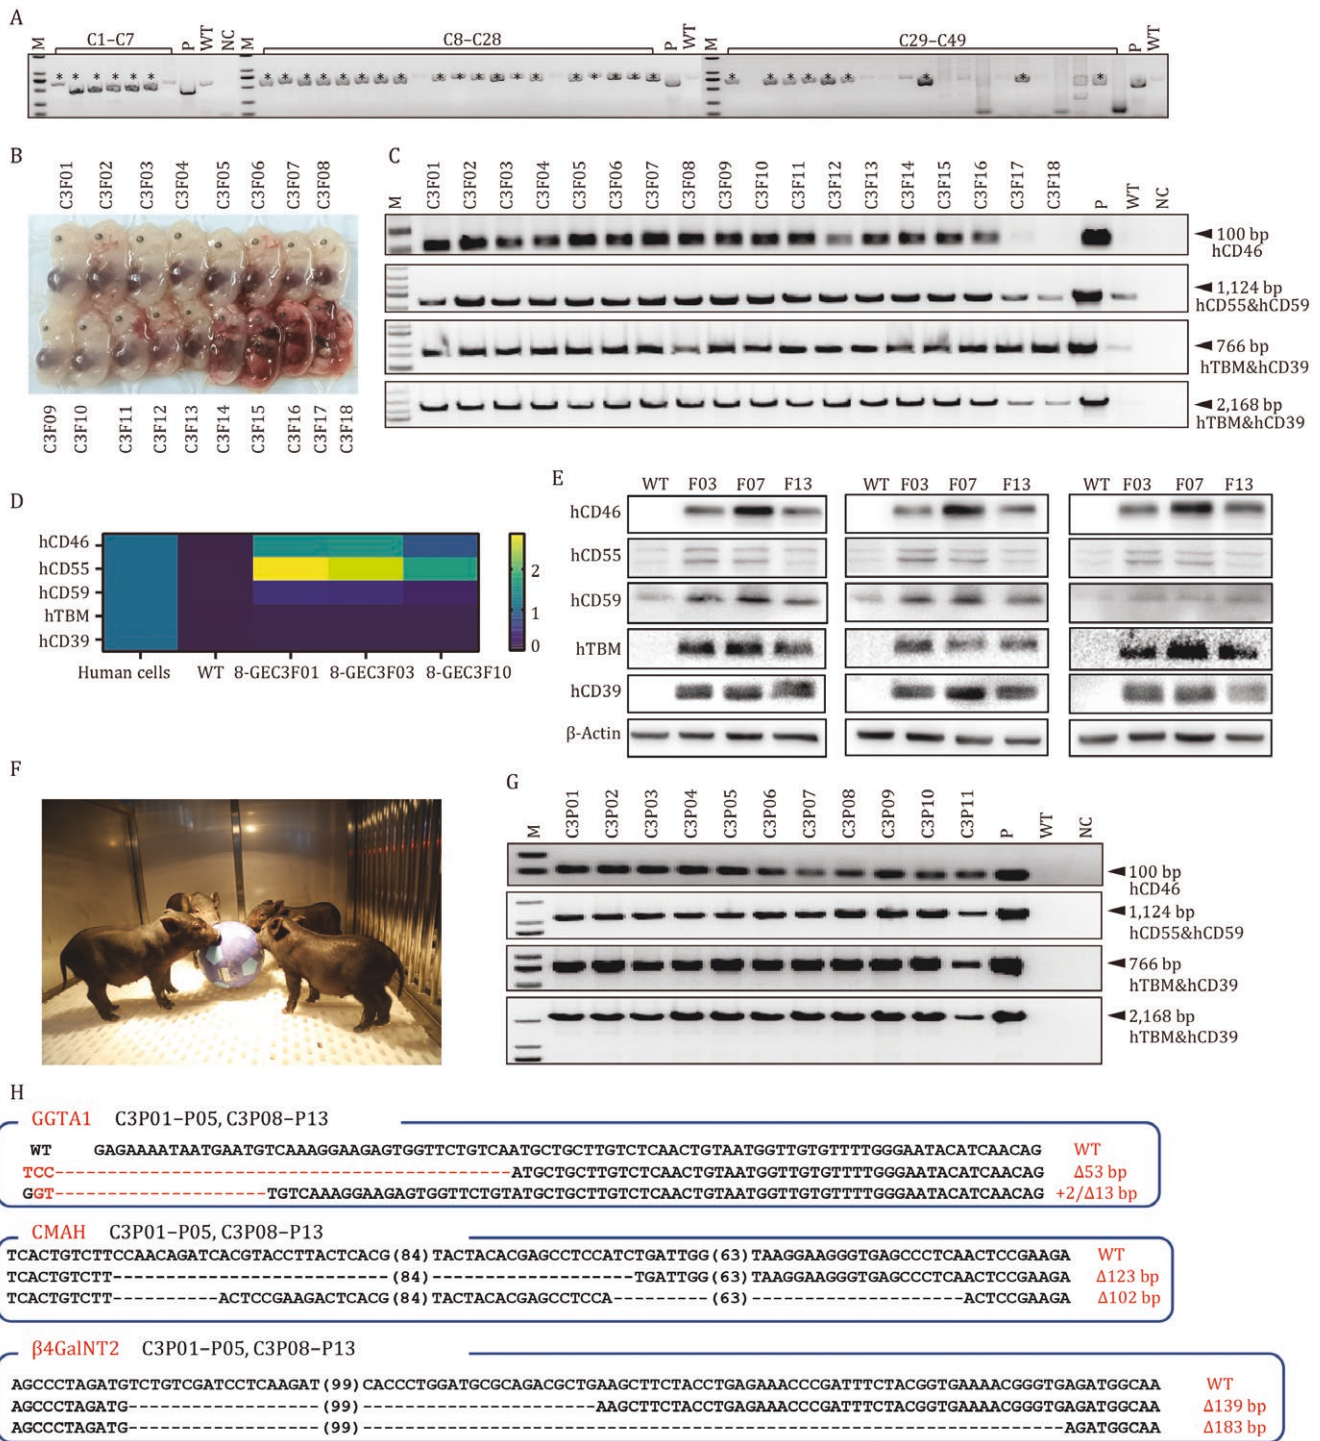 A
M C1–C7 P WT NC M C8–C28 P WT M C29–C49 P WT
* * * * * * * * * * * * * * * * * * * * * * * * * * * * * * * * * * *
B
C3F01 C3F02 C3F03 C3F04 C3F05 C3F06 C3F07 C3F08
C3F09 C3F10 C3F11 C3F12 C3F13 C3F14 C3F15 C3F16 C3F17 C3F18
C
M C3F01 C3F02 C3F03 C3F04 C3F05 C3F06 C3F07 C3F08 C3F09 C3F10 C3F11 C3F12 C3F13 C3F14 C3F15 C3F16 C3F17 C3F18 P WT NC
100 bp
hCD46
1,124 bp
hCD55&hCD59
766 bp
hTBM&hCD39
2,168 bp
hTBM&hCD39
D
hCD46
hCD55
hCD59
hTBM
hCD39
Human cells WT 8-GEC3F01 8-GEC3F03 8-GEC3F10
2
1
0
E
WT F03 F07 F13 WT F03 F07 F13 WT F03 F07 F13
hCD46
hCD55
hCD59
hTBM
hCD39
β-Actin
F
G
M C3P01 C3P02 C3P03 C3P04 C3P05 C3P06 C3P07 C3P08 C3P09 C3P10 C3P11 P WT NC
100 bp
hCD46
1,124 bp
hCD55&hCD59
766 bp
hTBM&hCD39
2,168 bp
hTBM&hCD39
H
GGTA1 C3P01–P05, C3P08–P13
WT GAGAAAATAATGAATGTCAAAGGAAGAGTGGTTCTGTCAATGCTGCTTGTCTCAACTGTAATGGTTGTGTTTTGGGAATACATCAACAG WT
TCC-------------------------------------------ATGCTGCTTGTCTCAACTGTAATGGTTGTGTTTTGGGAATACATCAACAG Δ53 bp
GGT--------------------TGTCAAAGGAAGAGTGGTTCTGTATGCTGCTTGTCTCAACTGTAATGGTTGTGTTTTGGGAATACATCAACAG +2/Δ13 bp
CMAH C3P01–P05, C3P08–P13
TCACTGTCTTCCAACAGATCACGTACCTTACTCACG(84)TACTACACGAGCCTCCATCTGATTGG(63)TAAGGAAGGGTGAGCCCTCAACTCCGAAGA WT
TCACTGTCTT--------------------------(84)-------------------TGATTGG(63)TAAGGAAGGGTGAGCCCTCAACTCCGAAGA Δ123 bp
TCACTGTCTT----------ACTCCGAAGACTCACG(84)TACTACACGAGCCTCCA---------(63)--------------------ACTCCGAAGA Δ102 bp
β4GalNT2 C3P01–P05, C3P08–P13
AGCCCTAGATGTCTGTCGATCCTCAAGAT(99)CACCCTGGATGCGCAGACGCTGAAGCTTCTACCTGAGAAACCCGATTTCTACGGTGAAAACGGGTGAGATGGCAA WT
AGCCCTAGATG------------------(99)----------------------AAGCTTCTACCTGAGAAACCCGATTTCTACGGTGAAAACGGGTGAGATGGCAA Δ139 bp
AGCCCTAGATG------------------(99)------------------------------------------------------------------AGATGGCAA Δ183 bp